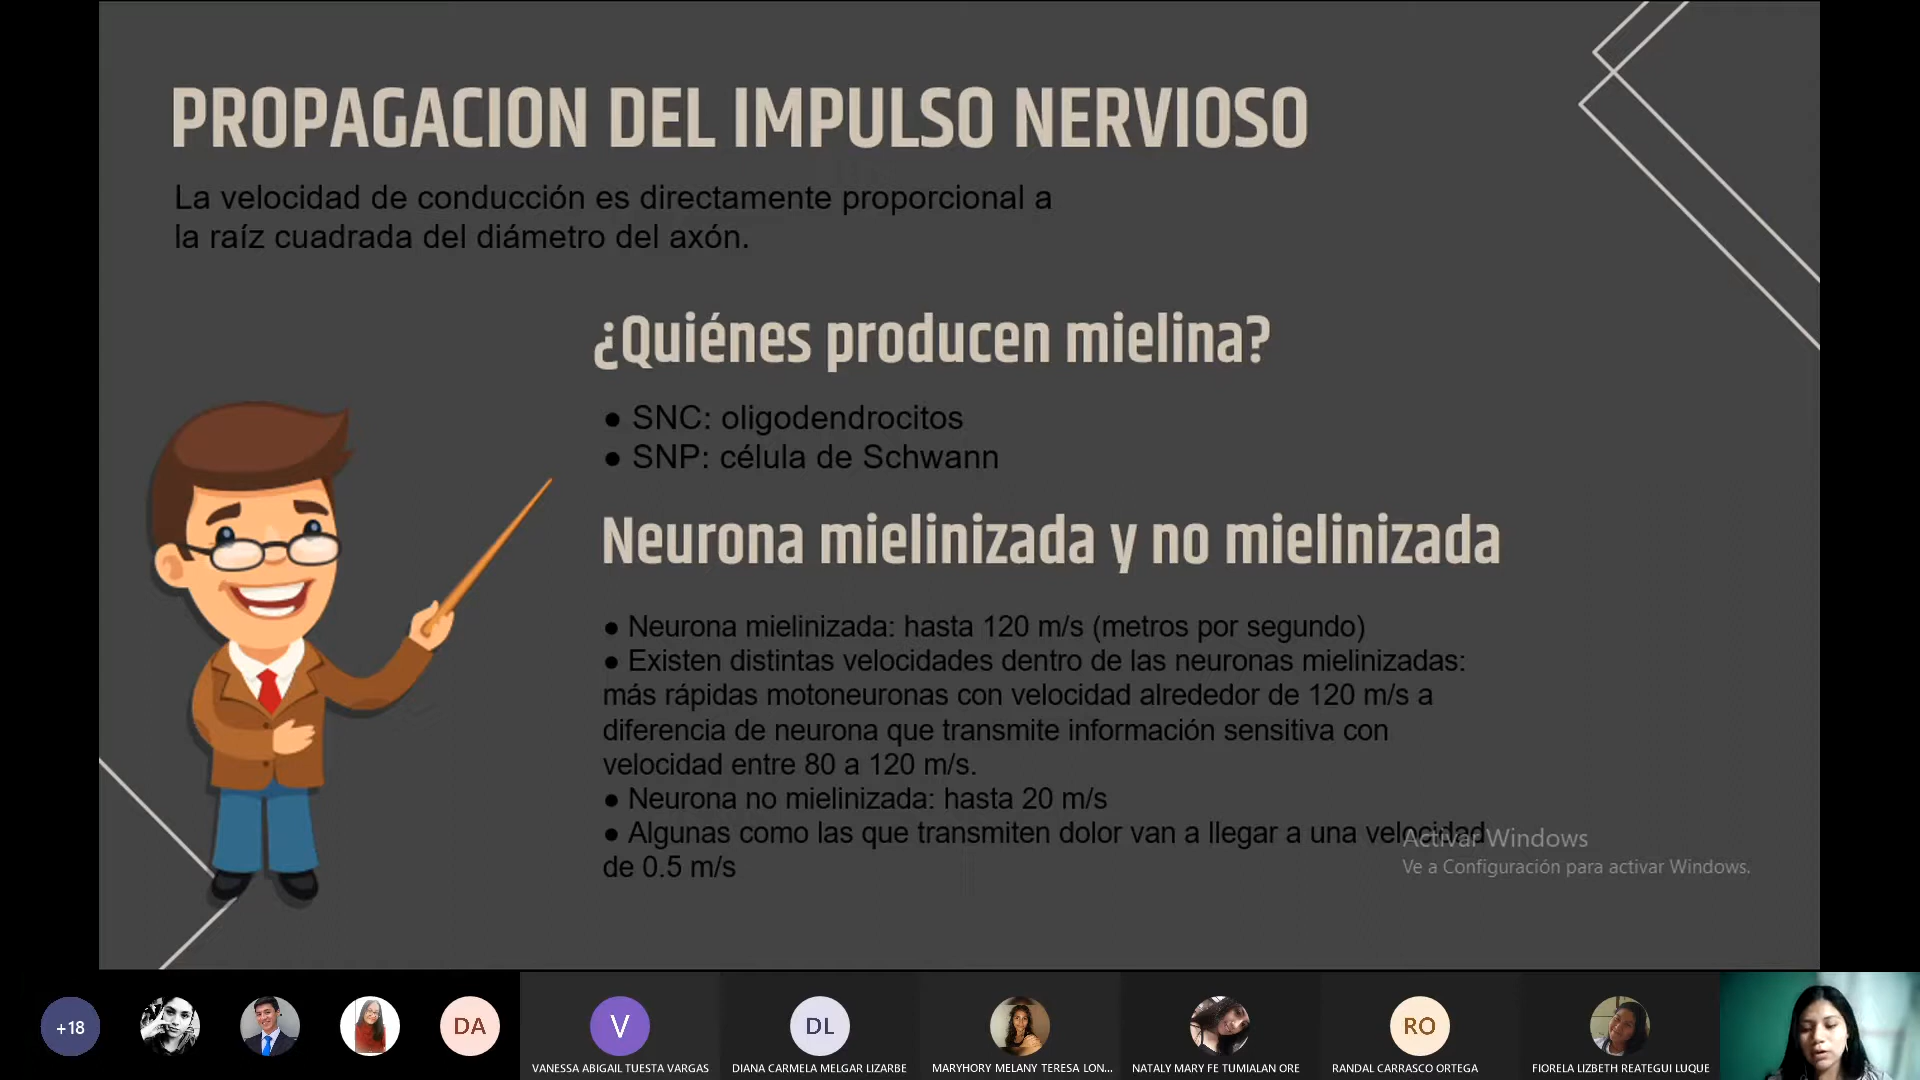 PROPAGACION DEL IMPULSO NERVIOSO
La velocidad de conducción es directamente proporcional a
la raíz cuadrada del diámetro del axón.
¿Quiénes producen mielina?
● SNC: oligodendrocitos
● SNP: célula de Schwann
Neurona mielinizada y no mielinizada
● Neurona mielinizada: hasta 120 m/s (metros por segundo)
● Existen distintas velocidades dentro de las neuronas mielinizadas:
más rápidas motoneuronas con velocidad alrededor de 120 m/s a
diferencia de neurona que transmite información sensitiva con
velocidad entre 80 a 120 m/s.
● Neurona no mielinizada: hasta 20 m/s
● Algunas como las que transmiten dolor van a llegar a una velocidad
de 0.5 m/s
Activar Windows
Ve a Configuración para activar Windows.
+18
DA
V
DL
RO
VANESSA ABIGAIL TUESTA VARGAS
DIANA CARMELA MELGAR LIZARBE
MARYHORY MELANY TERESA LON...
NATALY MARY FE TUMIALAN ORE
RANDAL CARRASCO ORTEGA
FIORELA LIZBETH REATEGUI LUQUE